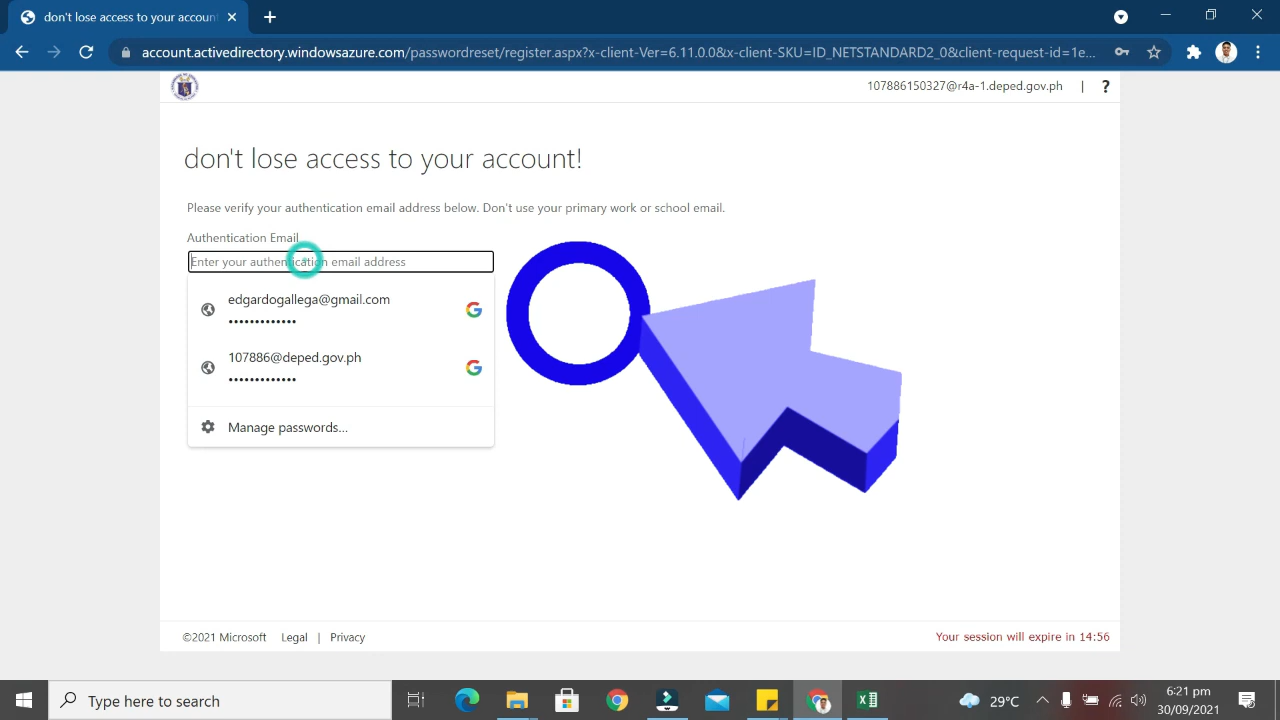 don't lose access to your account
account.activedirectory.windowsazure.com/passwordreset/register.aspx?x-client-Ver=6.11.0.0&x-client-SKU=ID_NETSTANDARD2_0&client-request-id=1e...
107886150327@r4a-1.deped.gov.ph | ?
don't lose access to your account!
Please verify your authentication email address below. Don't use your primary work or school email.
Authentication Email
Enter your authentication email address
edgardogallega@gmail.com
•••••••••••••
107886@deped.gov.ph
•••••••••••••
Manage passwords...
©2021 Microsoft Legal | Privacy
Your session will expire in 14:56
Type here to search
29°C
6:21 pm
30/09/2021